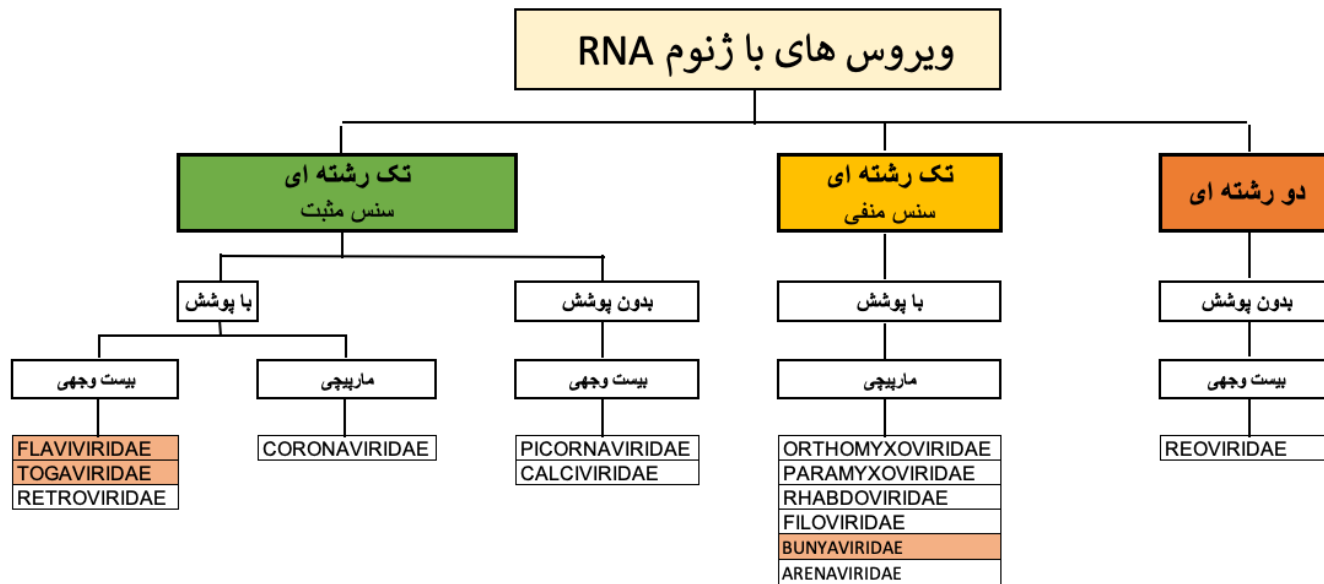 ویروس های با ژنوم RNA
تک رشته ای
سنس مثبت
تک رشته ای
سنس منفی
دو رشته ای
با پوشش
بدون پوشش
با پوشش
بدون پوشش
بیست وجهی
مارپیچی
بیست وجهی
مارپیچی
بیست وجهی
FLAVIVIRIDAE
TOGAVIRIDAE
RETROVIRIDAE
CORONAVIRIDAE
PICORNAVIRIDAE
CALCIVIRIDAE
ORTHOMYXOVIRIDAE
PARAMYXOVIRIDAE
RHABDOVIRIDAE
FILOVIRIDAE
BUNYAVIRIDAE
ARENAVIRIDAE
REOVIRIDAE